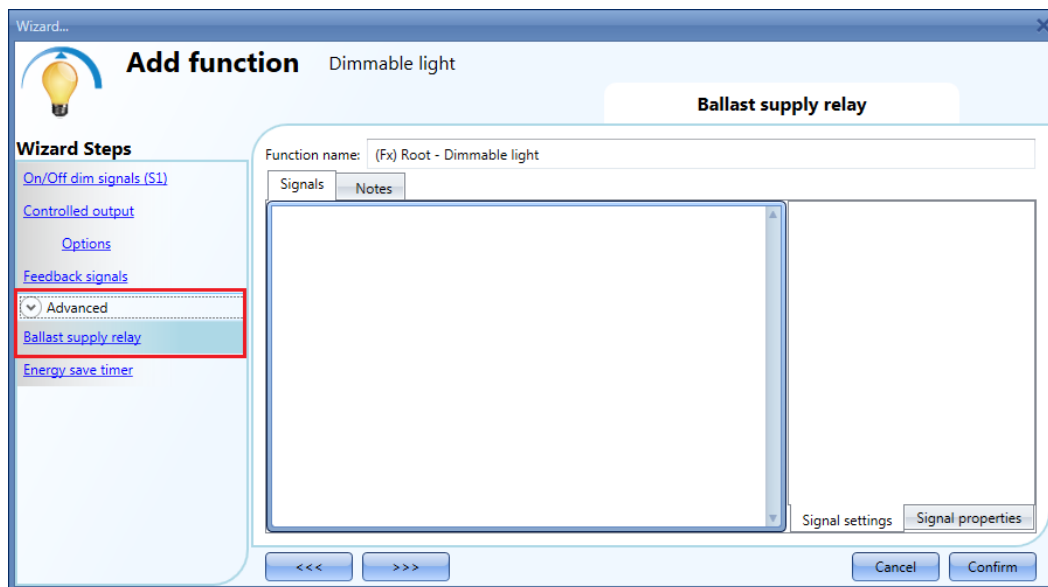 Wizard...
Add function Dimmable light
Ballast supply relay
Wizard Steps
On/Off dim signals (S1)
Controlled output
Options
Feedback signals
Advanced
Ballast supply relay
Energy save timer
Function name: (Fx) Root - Dimmable light
Signals Notes
Signal settings Signal properties
<<< >>> Cancel Confirm